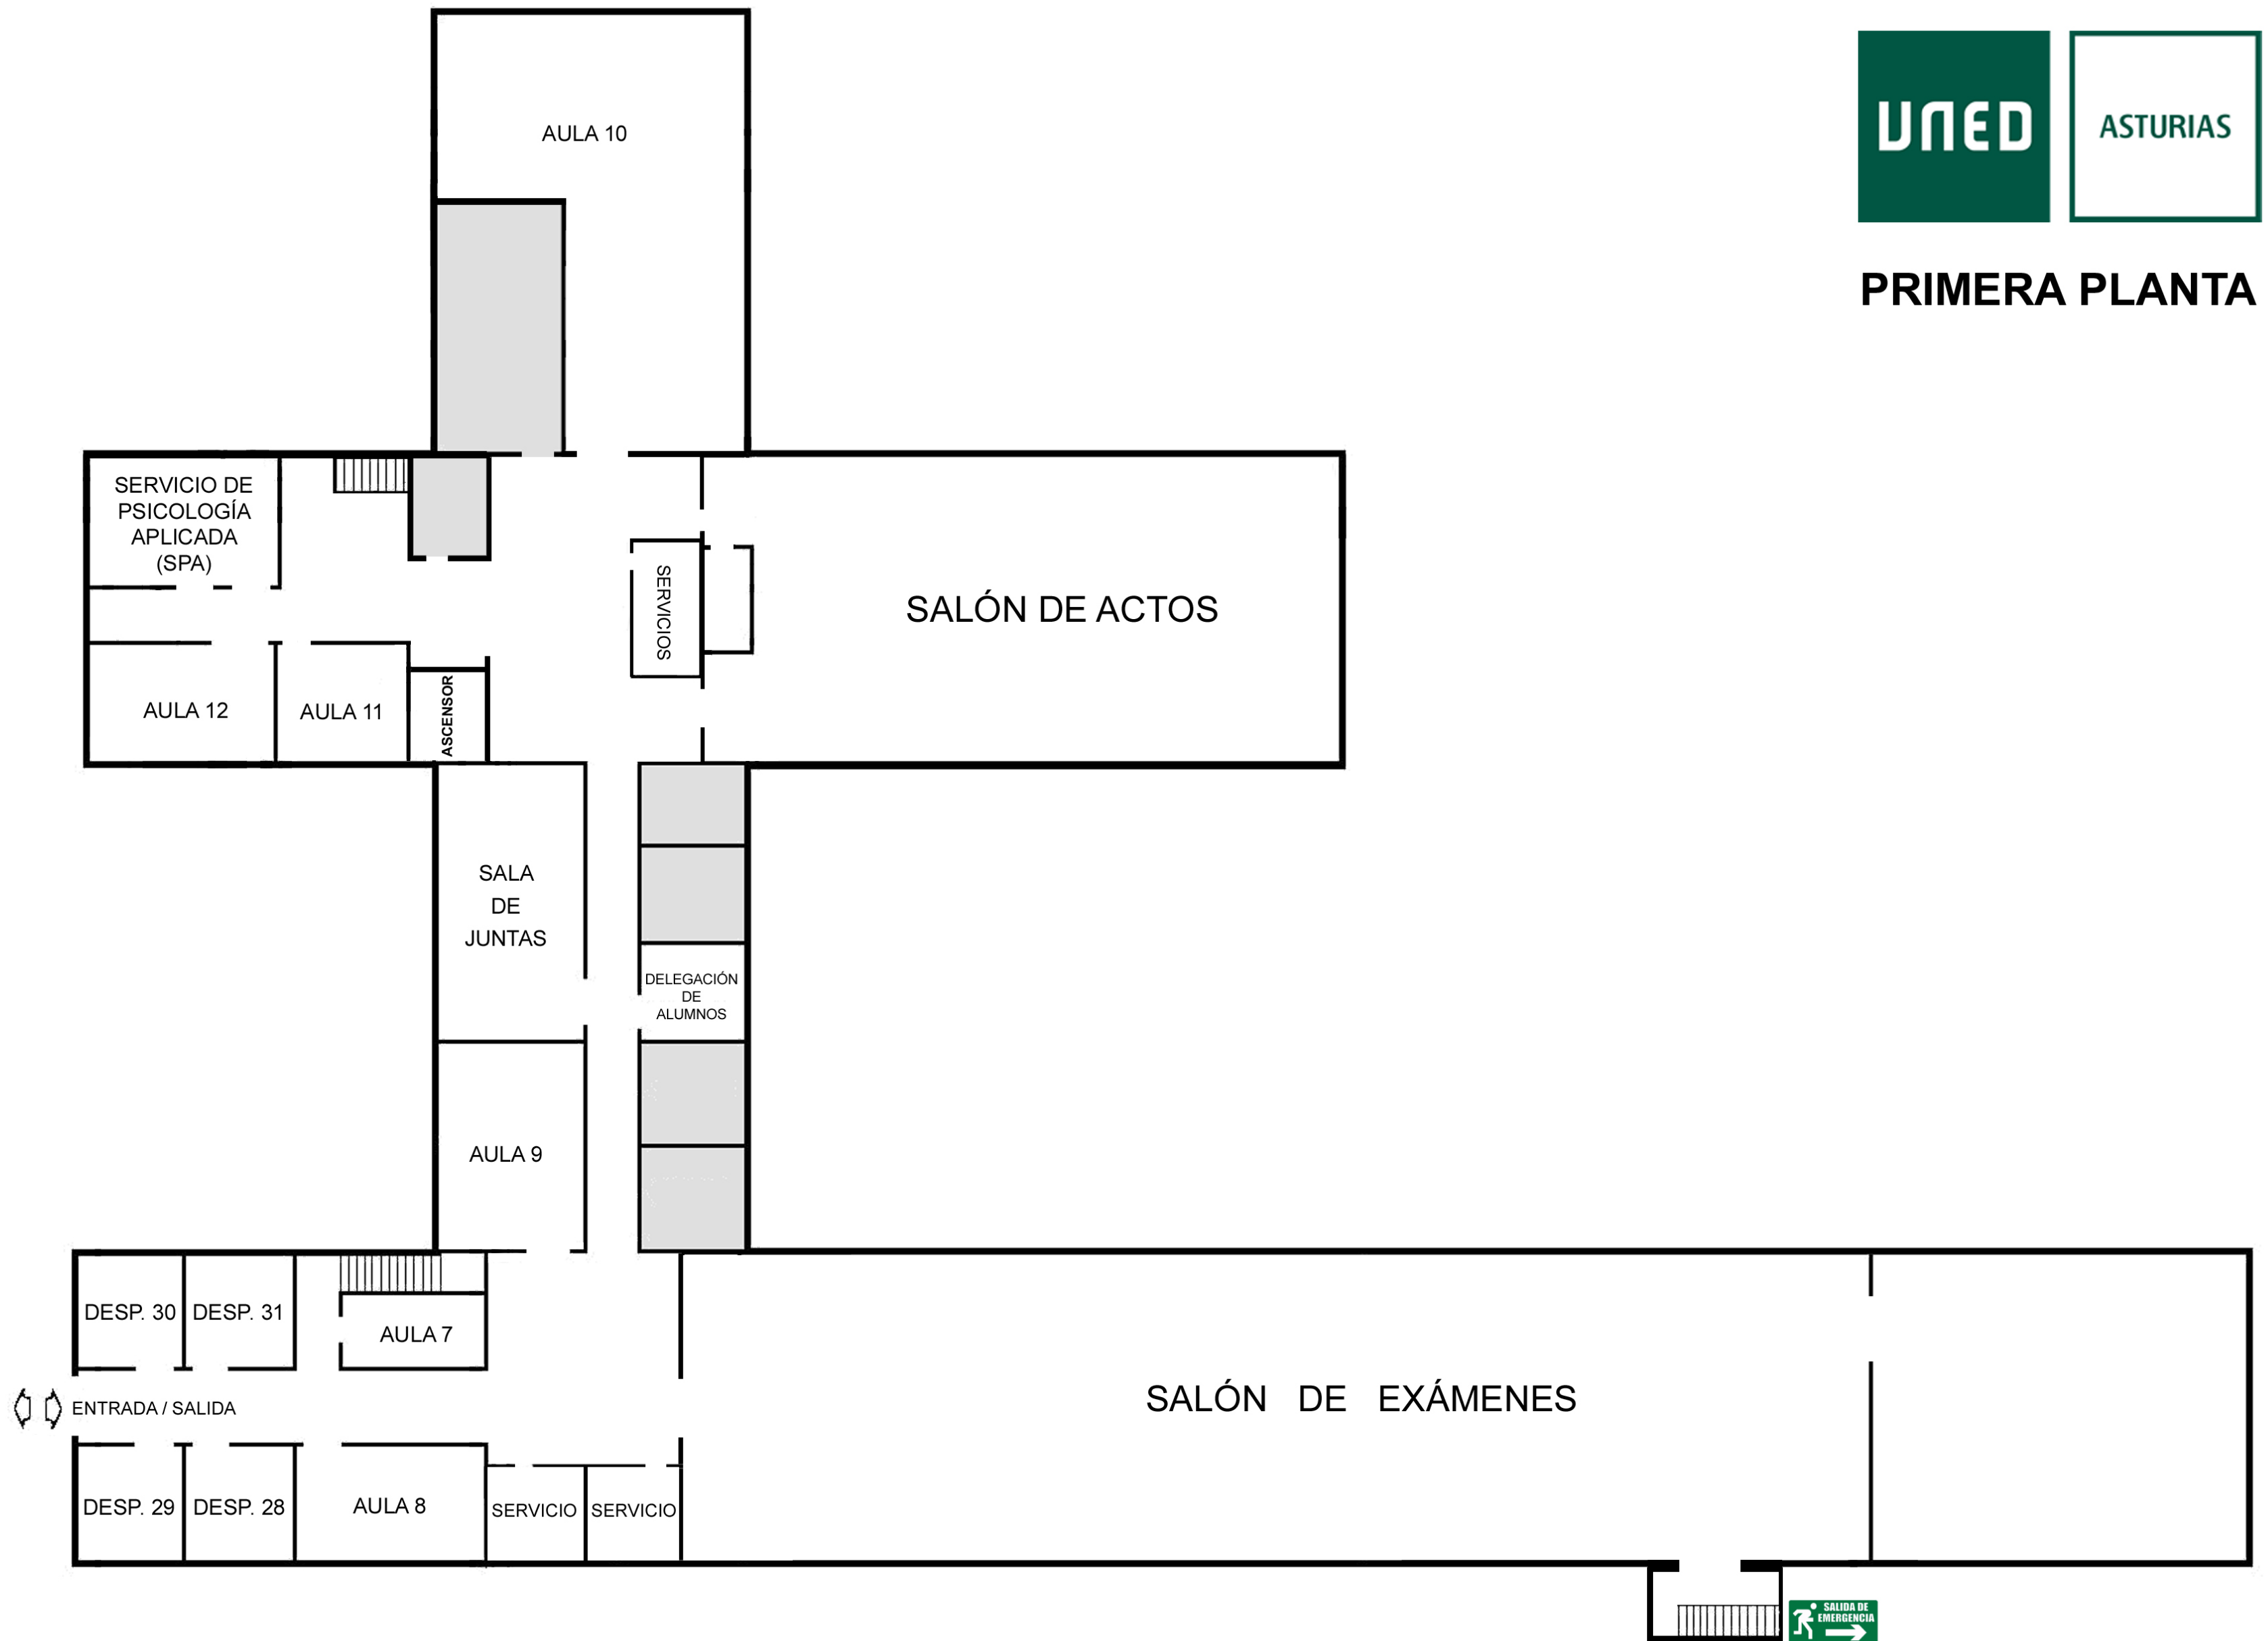 UNED
ASTURIAS
PRIMERA PLANTA
AULA 10
SERVICIO DE
PSICOLOGÍA
APLICADA
(SPA)
SERVICIOS
SALÓN DE ACTOS
AULA 12
AULA 11
ASCENSOR
SALA
DE
JUNTAS
DELEGACIÓN
DE
ALUMNOS
AULA 9
DESP. 30
DESP. 31
AULA 7
ENTRADA / SALIDA
SALÓN DE EXÁMENES
DESP. 29
DESP. 28
AULA 8
SERVICIO
SERVICIO
SALIDA DE
EMERGENCIA